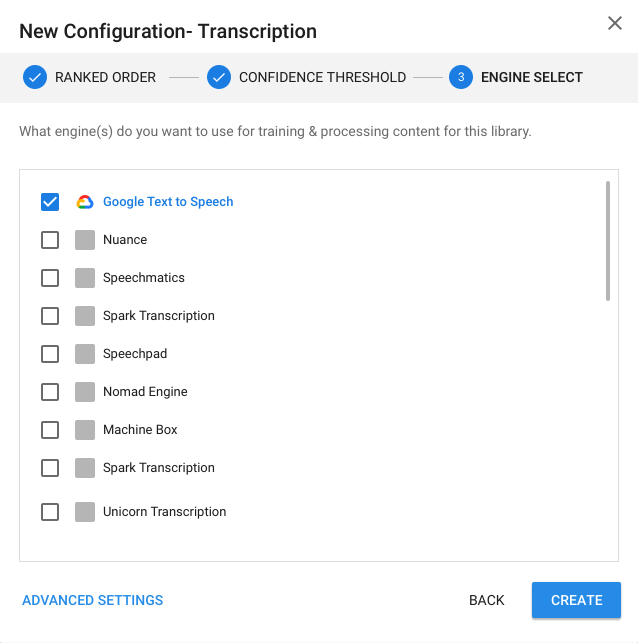 New Configuration- Transcription
RANKED ORDER
CONFIDENCE THRESHOLD
3 ENGINE SELECT
What engine(s) do you want to use for training & processing content for this library.
Google Text to Speech
Nuance
Speechmatics
Spark Transcription
Speechpad
Nomad Engine
Machine Box
Spark Transcription
Unicorn Transcription
ADVANCED SETTINGS
BACK
CREATE